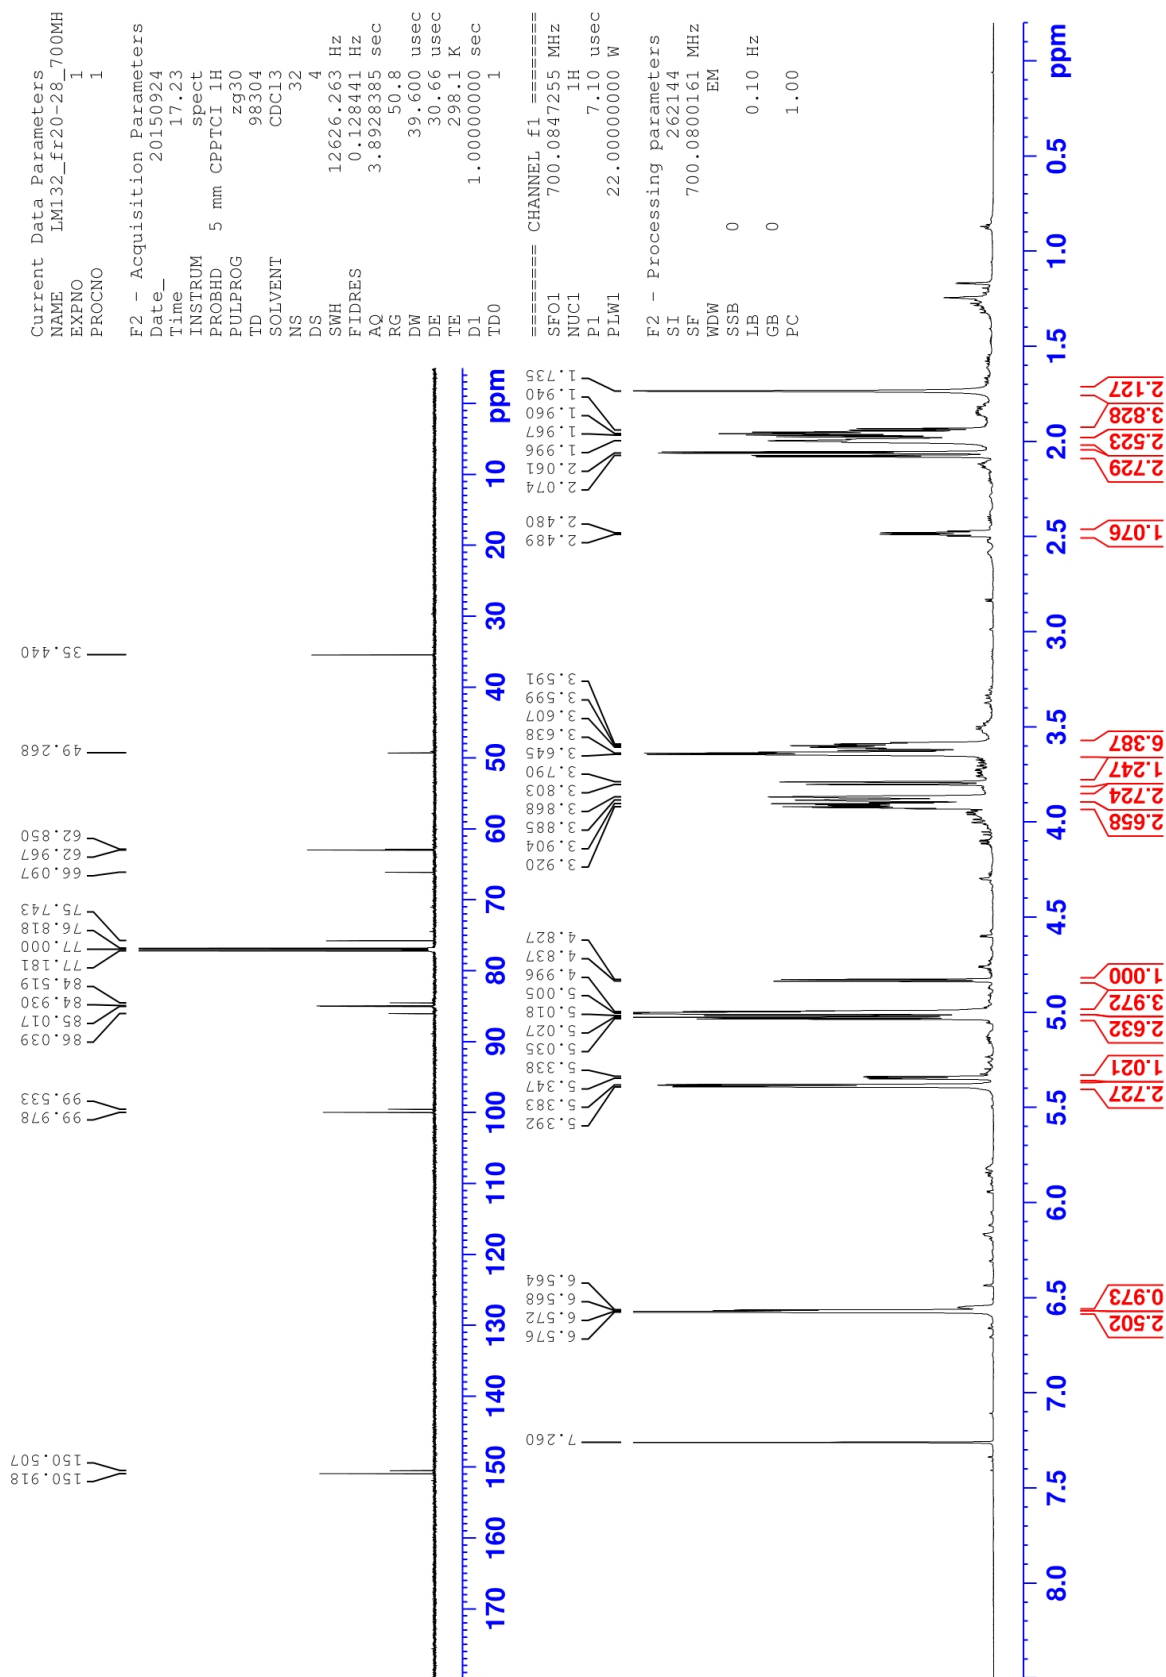 Current Data Parameters
NAME LM132_fr20-28_700MH
EXPNO 1
PROCNO 1
F2 - Acquisition Parameters
Date_ 20150924
Time 17.23
INSTRUM spect
PROBHD 5 mm CPPTCI 1H
PULPROG zg30
TD 98304
SOLVENT CDCl3
NS 32
DS 4
SWH 12626.263 Hz
FIDRES 0.128441 Hz
AQ 3.8928385 sec
RG 50.8
DW 39.600 usec
DE 30.66 usec
TE 298.1 K
D1 1.00000000 sec
TD0 1
======== CHANNEL f1 ========
SFO1 700.0847255 MHz
NUC1 1H
P1 7.10 usec
PLW1 22.00000000 W
F2 - Processing parameters
SI 262144
SF 700.0800161 MHz
WDW EM
SSB 0
LB 0.10 Hz
GB 0
PC 1.00
150.918
150.507
99.978
99.533
86.039
85.017
84.930
84.519
77.181
77.000
76.818
75.743
66.097
62.967
62.850
49.268
35.440
170 160 150 140 130 120 110 100 90 80 70 60 50 40 30 20 10 ppm
7.260
6.576
6.572
6.568
6.564
5.392
5.383
5.347
5.338
5.035
5.027
5.018
5.005
4.996
4.837
4.827
3.920
3.904
3.885
3.868
3.803
3.790
3.645
3.638
3.607
3.599
3.591
2.489
2.480
2.074
2.061
1.996
1.967
1.960
1.940
1.735
8.0 7.5 7.0 6.5 6.0 5.5 5.0 4.5 4.0 3.5 3.0 2.5 2.0 1.5 1.0 0.5 ppm
2.502
0.973
2.727
1.021
2.632
3.972
1.000
2.658
2.724
1.247
6.387
1.076
2.729
2.523
3.828
2.127